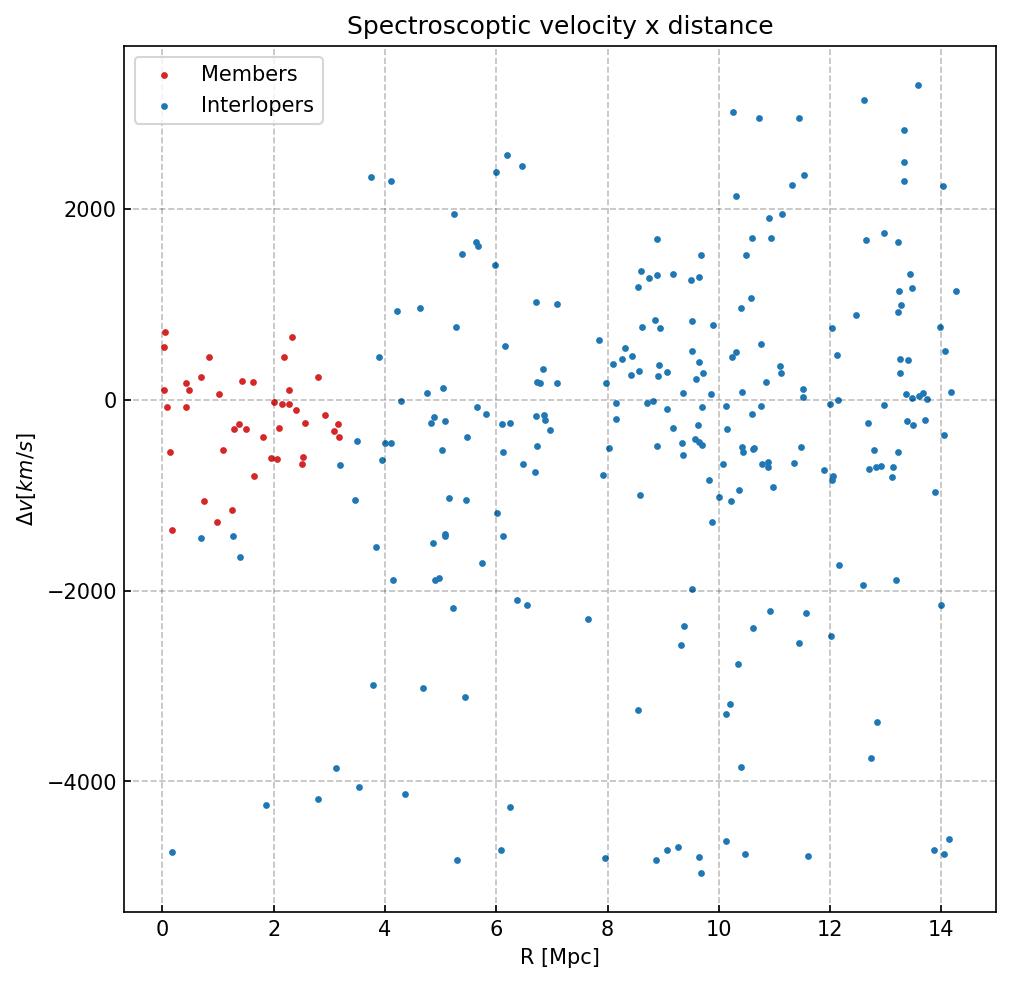 Spectroscoptic velocity x distance
Members
Interlopers
2000
0
−2000
−4000
Δv[km/s]
0 2 4 6 8 10 12 14
R [Mpc]